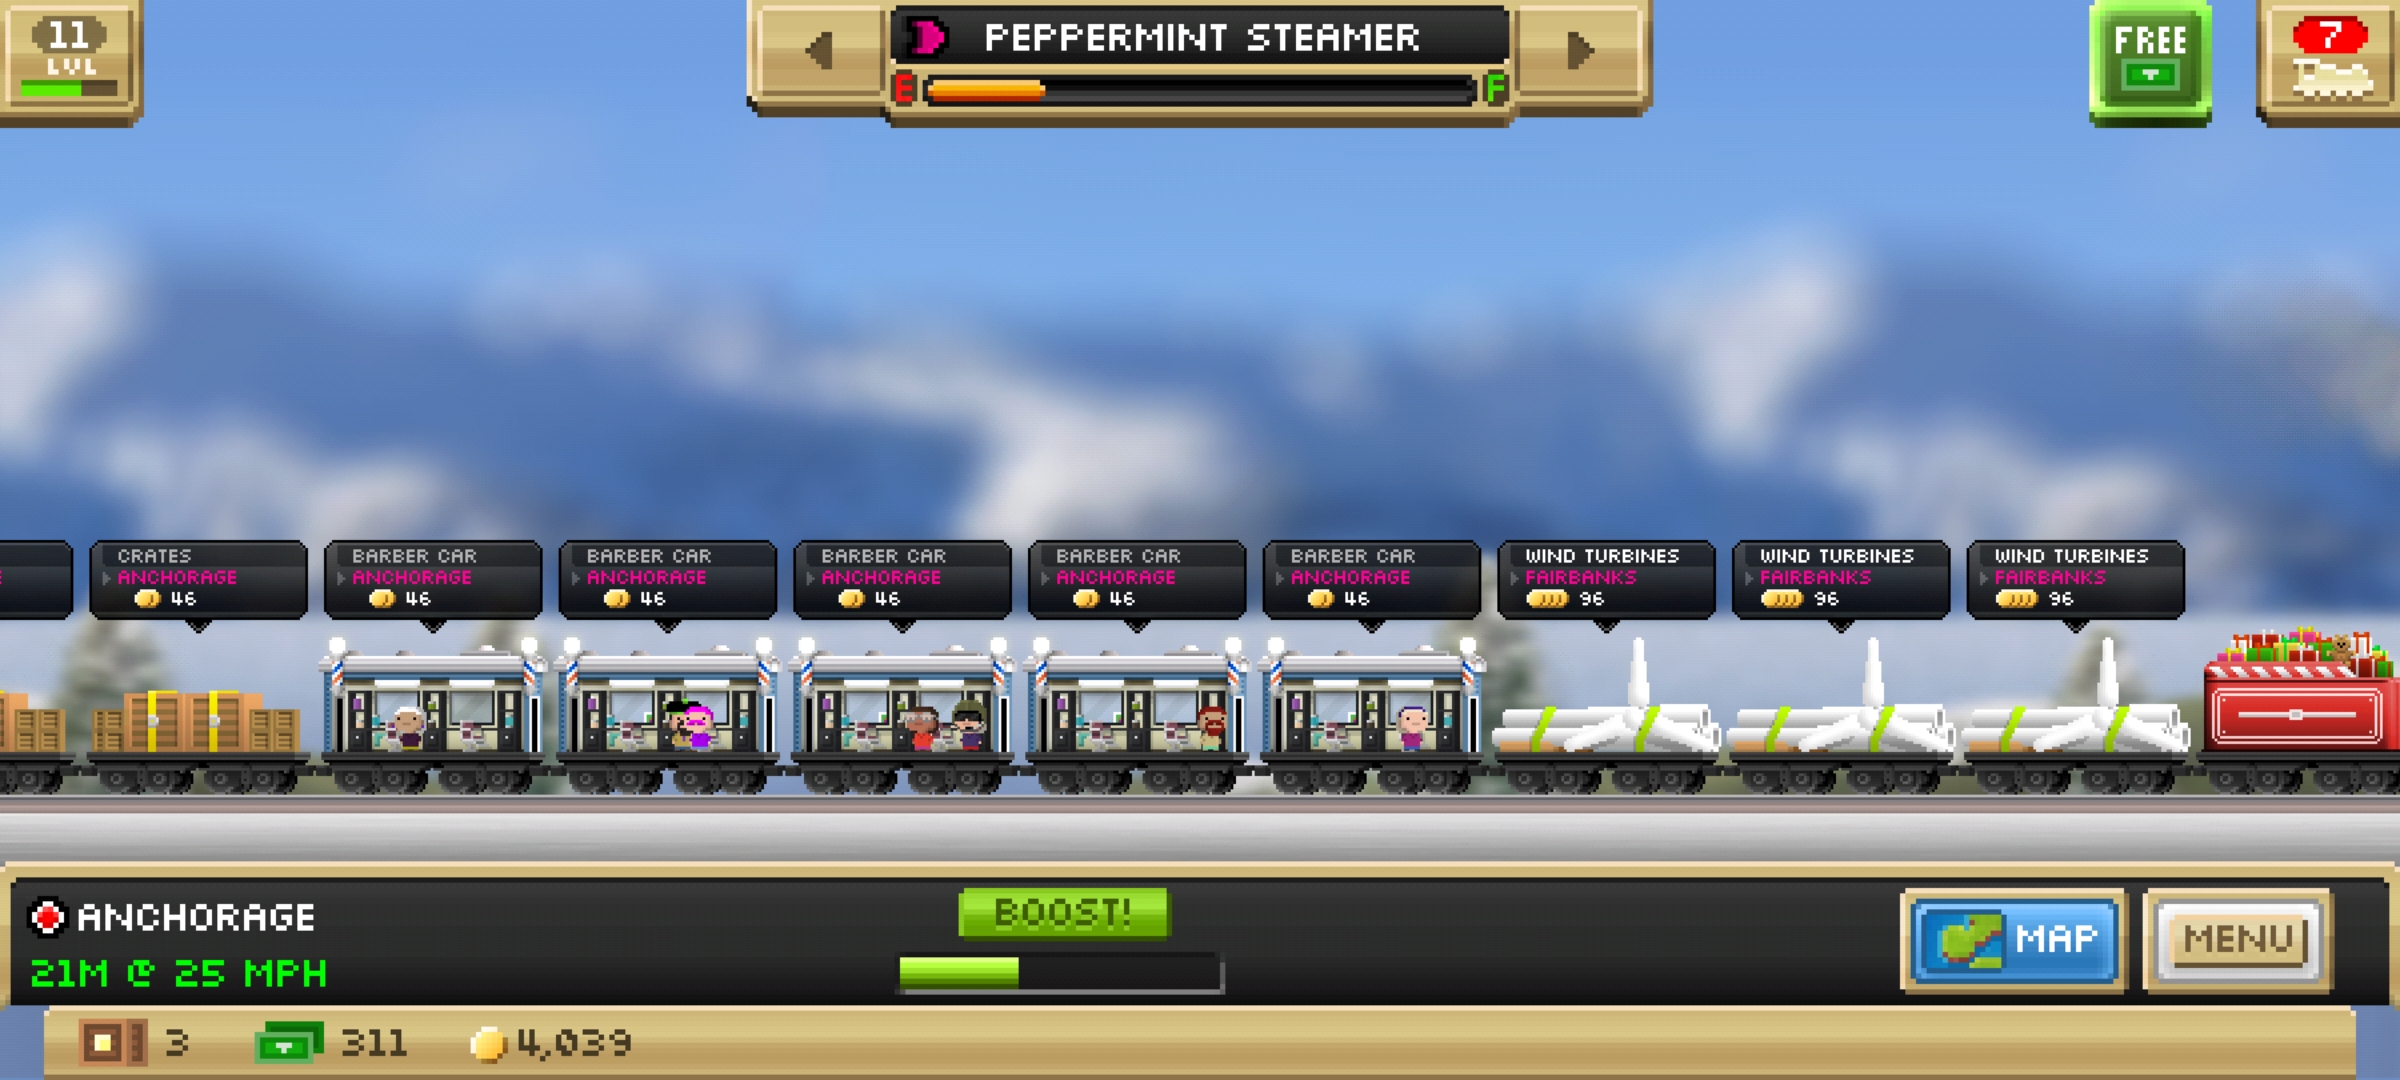 11
LVL
PEPPERMINT STEAMER
E
F
FREE
7
CRATES
ANCHORAGE
46
BARBER CAR
ANCHORAGE
46
BARBER CAR
ANCHORAGE
46
BARBER CAR
ANCHORAGE
46
BARBER CAR
ANCHORAGE
46
BARBER CAR
ANCHORAGE
46
WIND TURBINES
FAIRBANKS
96
WIND TURBINES
FAIRBANKS
96
WIND TURBINES
FAIRBANKS
96
ANCHORAGE
21M @ 25 MPH
BOOST!
MAP
MENU
3
311
4,039